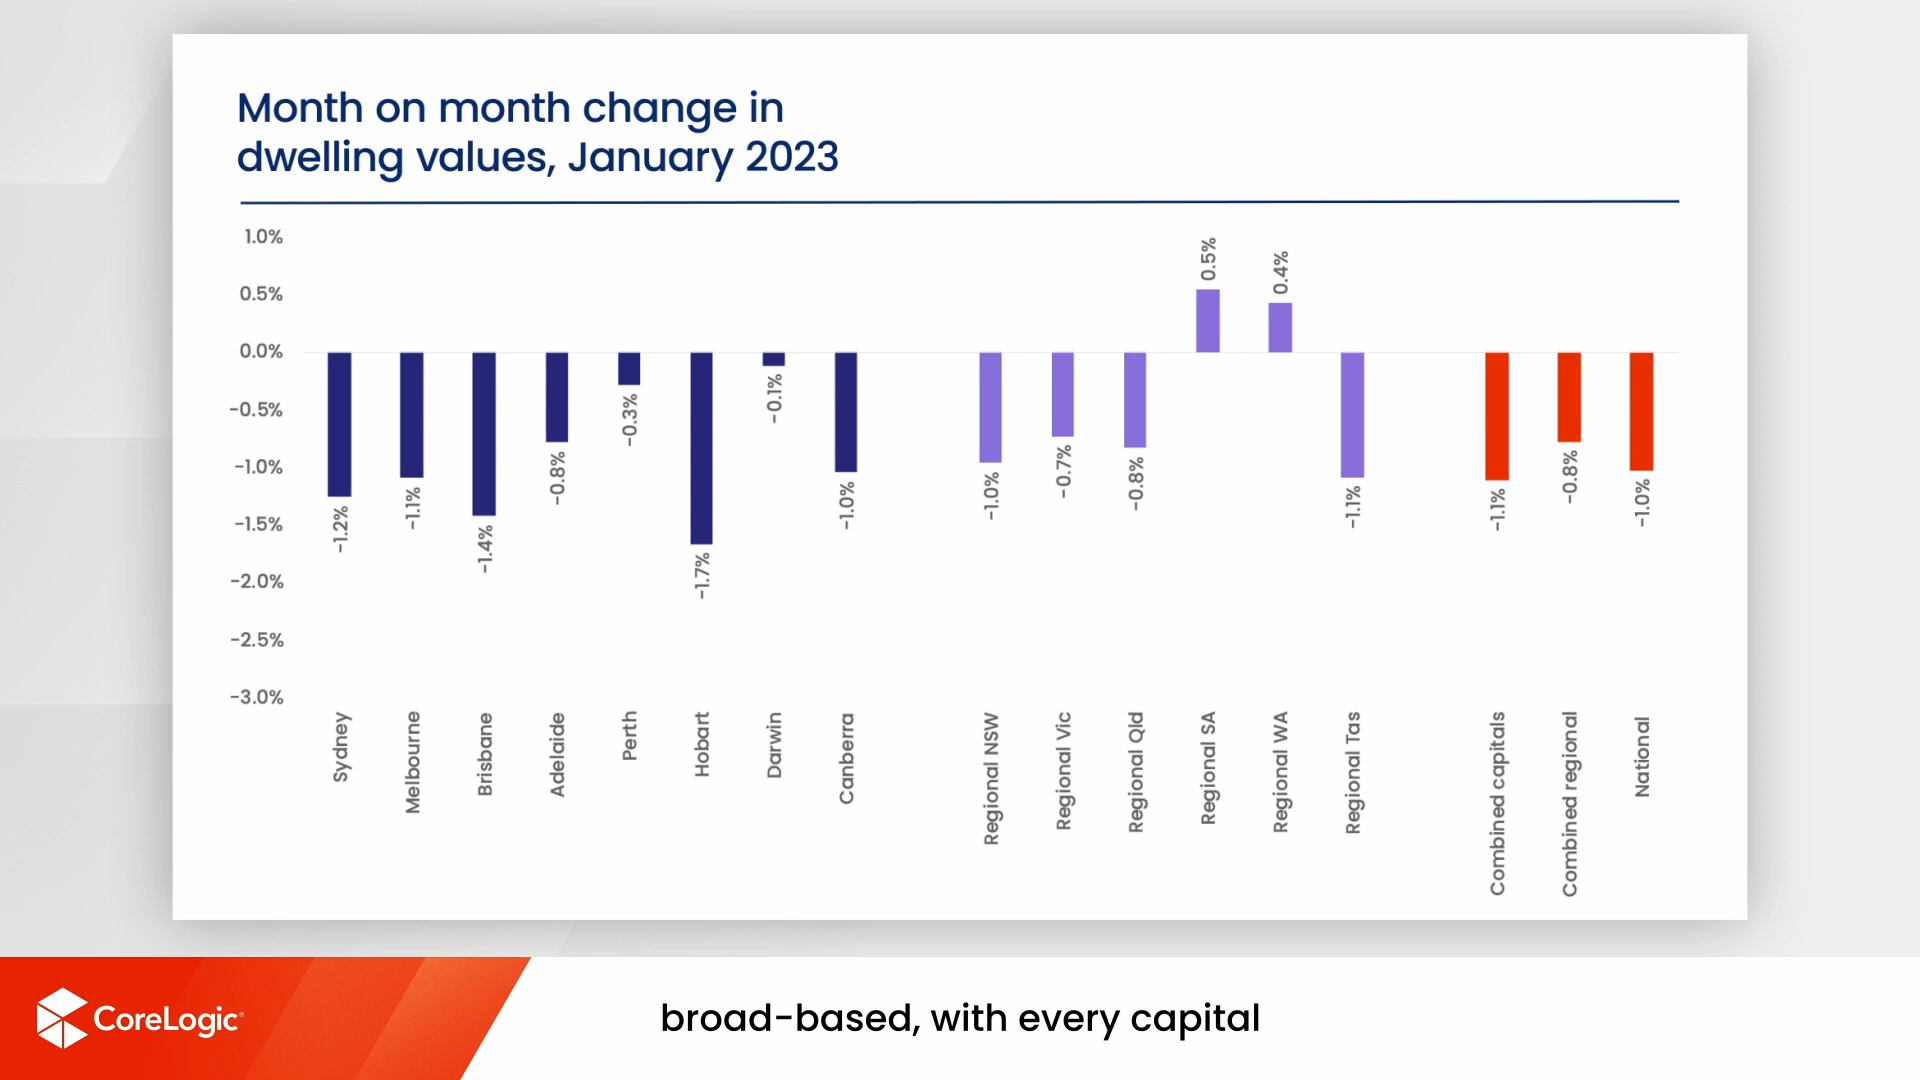 Month on month change in
dwelling values, January 2023
1.0%
0.5%
0.0%
-0.5%
-1.0%
-1.5%
-2.0%
-2.5%
-3.0%
-1.2%
-1.1%
-1.4%
-0.8%
-0.3%
-1.7%
-0.1%
-1.0%
-1.0%
-0.7%
-0.8%
0.5%
0.4%
-1.1%
-1.1%
-0.8%
-1.0%
Sydney
Melbourne
Brisbane
Adelaide
Perth
Hobart
Darwin
Canberra
Regional NSW
Regional Vic
Regional Qld
Regional SA
Regional WA
Regional Tas
Combined capitals
Combined regional
National
CoreLogic
broad-based, with every capital